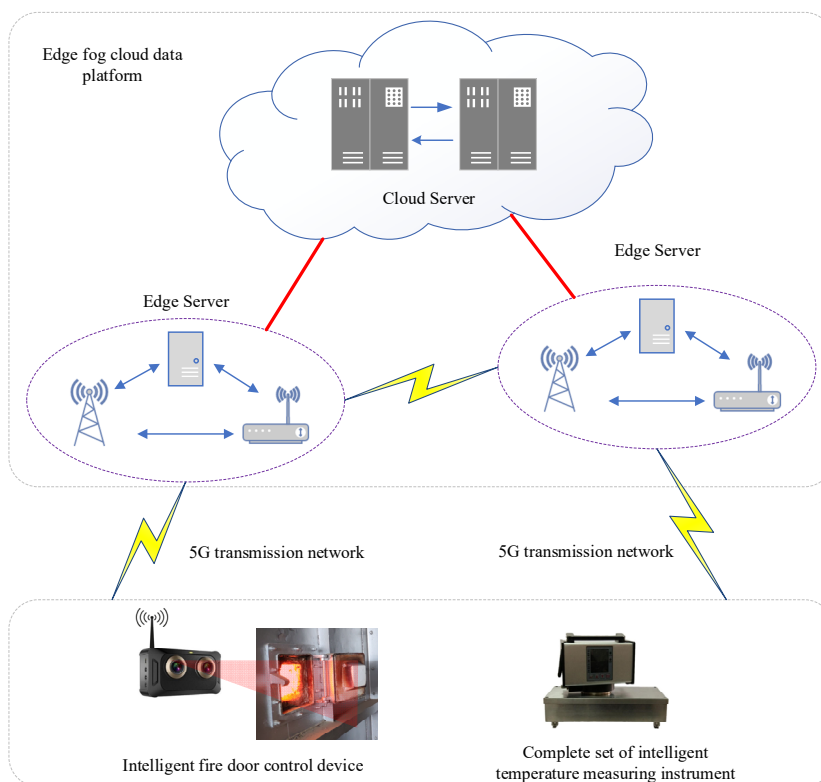 Edge fog cloud data
platform
Cloud Server
Edge Server
Edge Server
5G transmission network
5G transmission network
Intelligent fire door control device
Complete set of intelligent
temperature measuring instrument